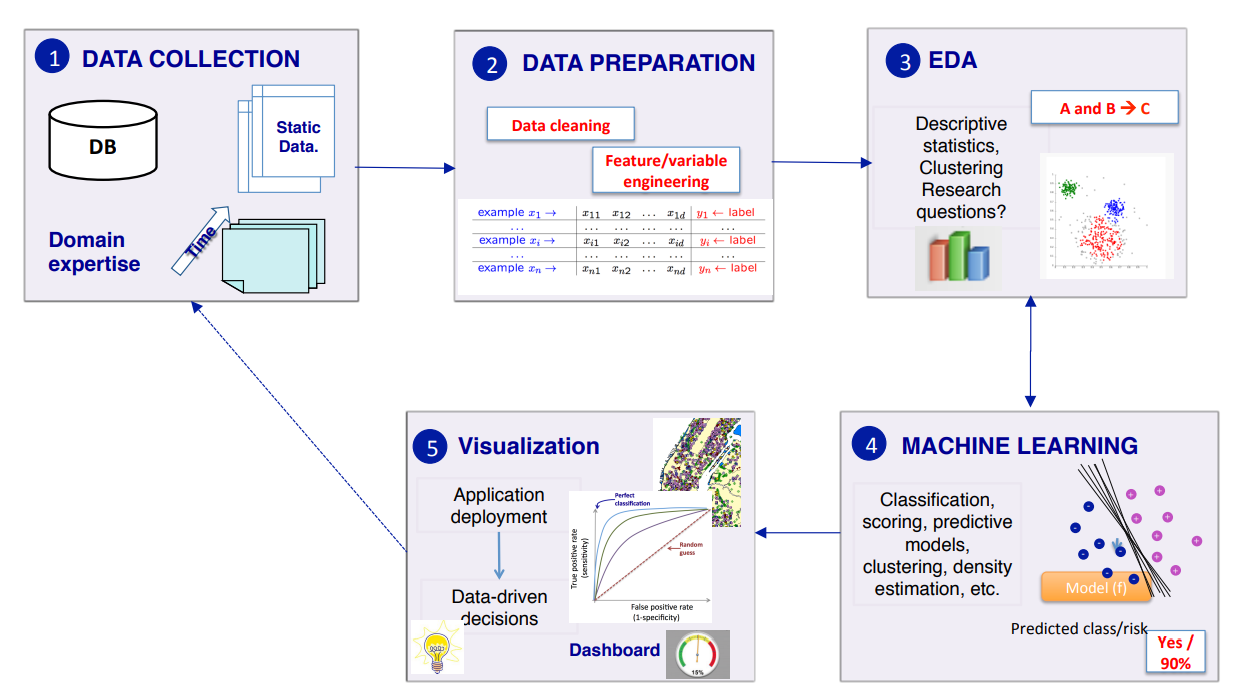 1 DATA COLLECTION
DB
Static
Data.
Domain
expertise
Time
2 DATA PREPARATION
Data cleaning
Feature/variable
engineering
example x₁ → x₁₁ x₁₂ … x₁d y₁ ← label
… … … … … …
example xᵢ → xᵢ₁ xᵢ₂ … xᵢd yᵢ ← label
… … … … … …
example xₙ → xₙ₁ xₙ₂ … xₙd yₙ ← label
3 EDA
A and B → C
Descriptive
statistics,
Clustering
Research
questions?
4 MACHINE LEARNING
Classification,
scoring, predictive
models,
clustering, density
estimation, etc.
Model (f)
Predicted class/risk
Yes /
90%
5 Visualization
Application
deployment
Data-driven
decisions
Perfect
classification
Random
guess
True positive rate
(sensitivity)
False positive rate
(1-specificity)
Dashboard
15%